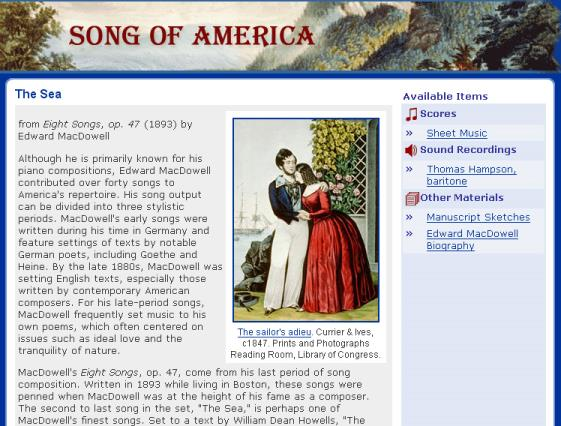 SONG OF AMERICA
The Sea
from Eight Songs, op. 47 (1893) by
Edward MacDowell
Although he is primarily known for his
piano compositions, Edward MacDowell
contributed over forty songs to
America's repertoire. His song output
can be divided into three stylistic
periods. MacDowell's early songs were
written during his time in Germany and
feature settings of texts by notable
German poets, including Goethe and
Heine. By the late 1880s, MacDowell was
setting English texts, especially those
written by contemporary American
composers. For his late-period songs,
MacDowell frequently set music to his
own poems, which often centered on
issues such as ideal love and the
tranquility of nature.
The sailor's adieu. Currier & Ives,
c1847. Prints and Photographs
Reading Room, Library of Congress.
MacDowell's Eight Songs, op. 47, come from his last period of song
composition. Written in 1893 while living in Boston, these songs were
penned when MacDowell was at the height of his fame as a composer.
The second to last song in the set, "The Sea," is perhaps one of
MacDowell's finest songs. Set to a text by William Dean Howells, "The
Available Items
Scores
» Sheet Music
Sound Recordings
» Thomas Hampson,
baritone
Other Materials
» Manuscript Sketches
» Edward MacDowell
Biography